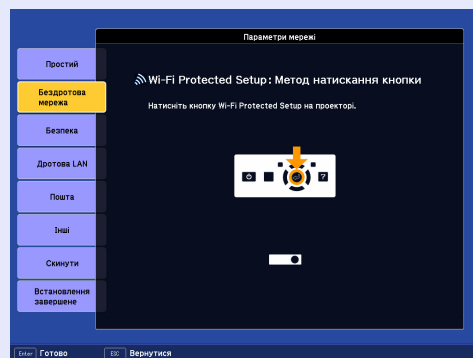 Параметри мережі
Простий
Бездротова
мережа
Безпека
Дротова LAN
Пошта
Інші
Скинути
Встановлення
завершене
Wi-Fi Protected Setup: Метод натискання кнопки
Натисніть кнопку Wi-Fi Protected Setup на проекторі.
?
Enter Готово
ESC Вернутися